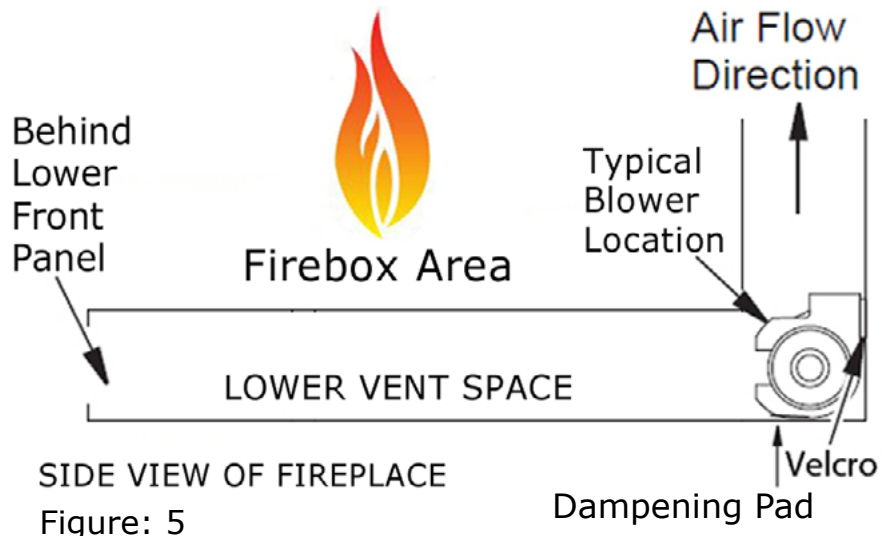 Air Flow
Direction
Behind
Lower
Front
Panel
Typical
Blower
Location
Firebox Area
LOWER VENT SPACE
Velcro
SIDE VIEW OF FIREPLACE
Dampening Pad
Figure: 5